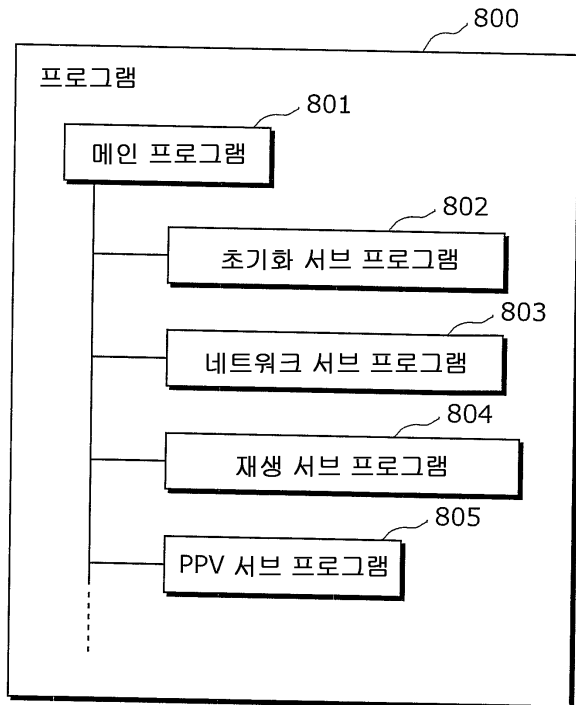 800
프로그램
801
메인 프로그램
802
초기화 서브 프로그램
803
네트워크 서브 프로그램
804
재생 서브 프로그램
805
PPV 서브 프로그램